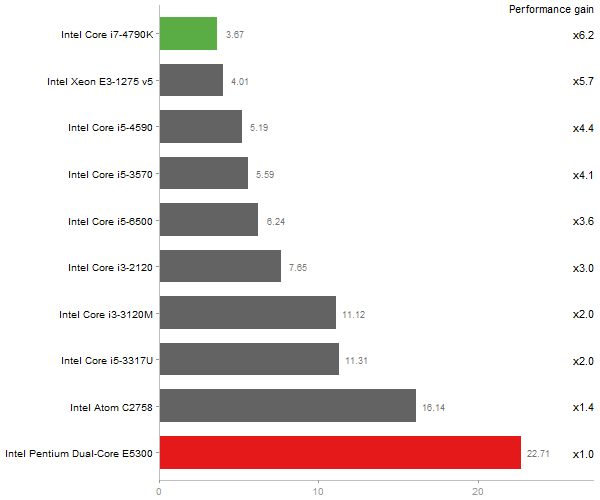 Performance gain
Intel Core i7-4790K 3.67 x6.2
Intel Xeon E3-1275 v5 4.01 x5.7
Intel Core i5-4590 5.19 x4.4
Intel Core i5-3570 5.59 x4.1
Intel Core i5-6500 6.24 x3.6
Intel Core i3-2120 7.65 x3.0
Intel Core i3-3120M 11.12 x2.0
Intel Core i5-3317U 11.31 x2.0
Intel Atom C2758 16.14 x1.4
Intel Pentium Dual-Core E5300 22.71 x1.0
0 10 20